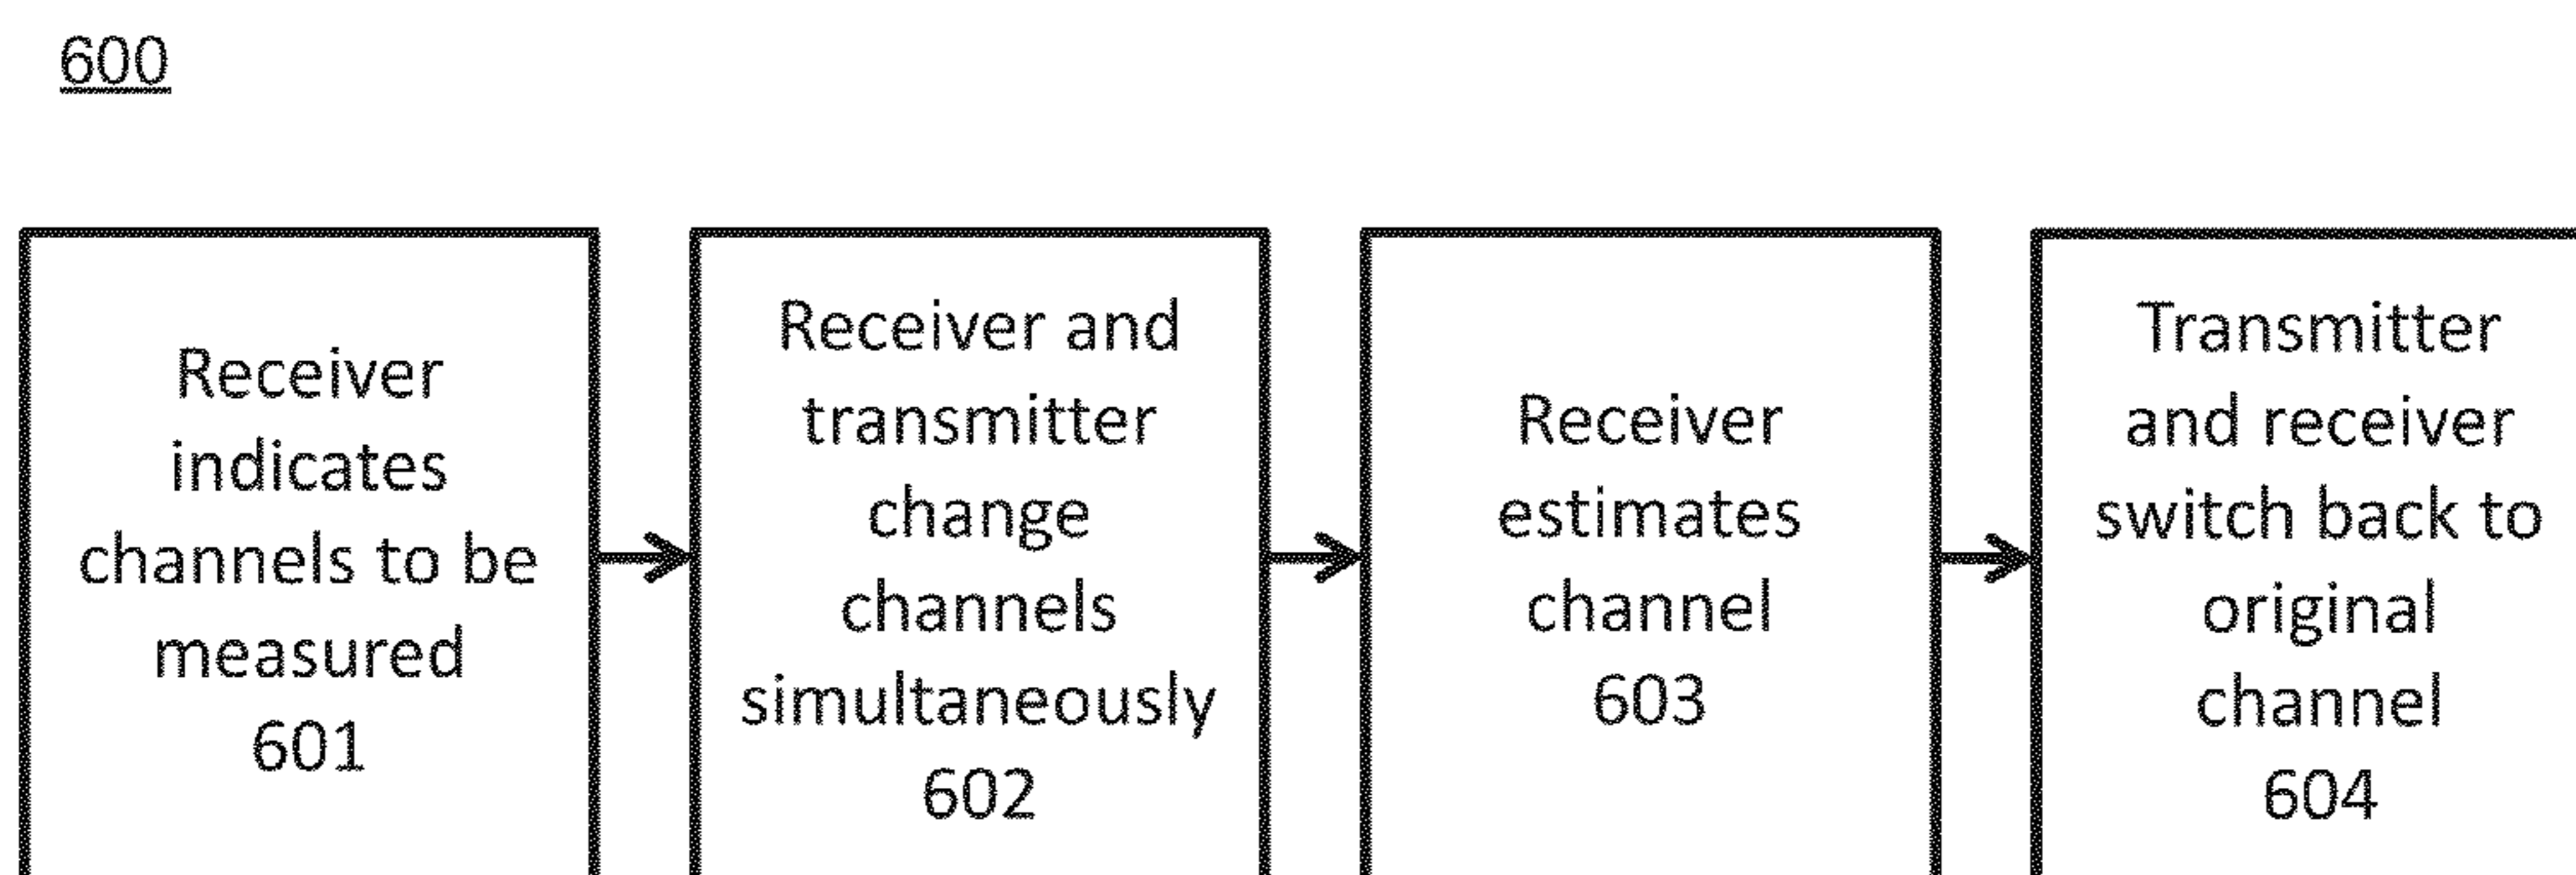 600
Receiver
indicates
channels to be
measured
601
Receiver and
transmitter
change
channels
simultaneously
602
Receiver
estimates
channel
603
Transmitter
and receiver
switch back to
original
channel
604